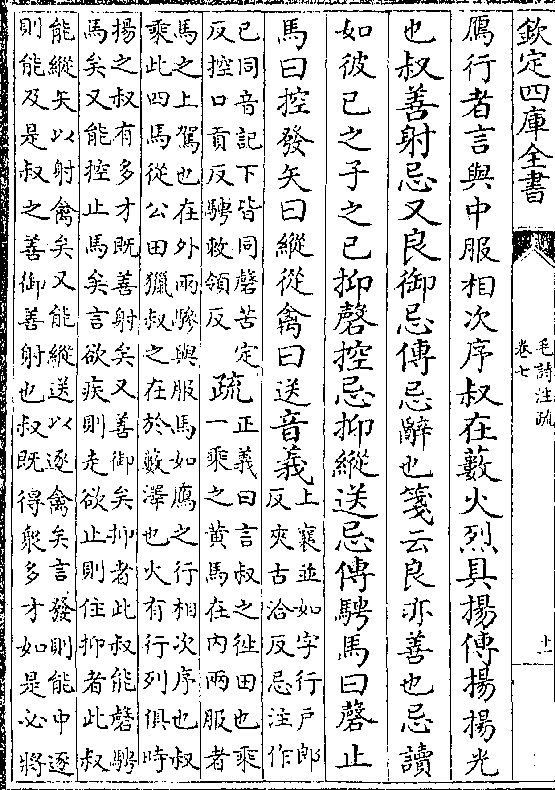 欽定四庫全書
毛詩注疏
卷七
十一
鴈行者言與中服相次序叔在藪火烈具揚傳揚揚光
也叔善射忌又良御忌傳忌辭也箋云良亦善也忌讀
如彼已之子之已抑磬控忌抑縱送忌傳騁馬曰磬止
馬曰控發矢曰縱從禽曰送音義
上襄並如字行户郎
反夾古洽反忌注作
已同音記下皆同磬苦定
反控口貢反騁敕領反
疏
正義曰言叔之徃田也乘
一乘之黄馬在内兩服者
馬之上駕也在外兩驂與服馬如鴈之行相次序也叔
乘此四馬從公田獵叔之在於藪澤也火有行列俱時
揚之叔有多才既善射矣又善御矣抑者此叔能磬騁
馬矣又能控止馬矣言欲疾則走欲止則住抑者此叔
能縱矢以射禽矣又能縱送以逐禽矣言發則能中逐
則能及是叔之善御善射也叔既得衆多才如是必將